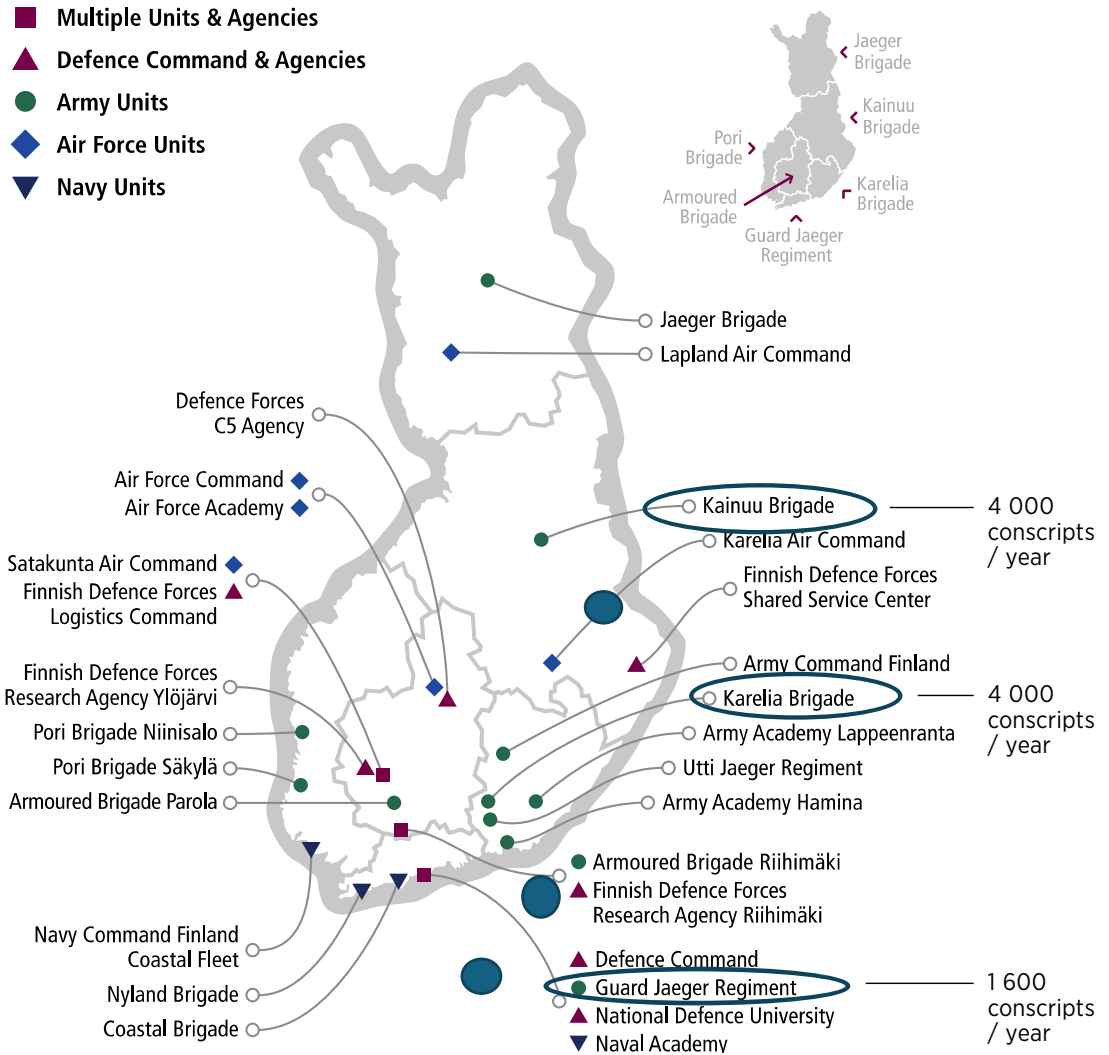 Multiple Units & Agencies
Defence Command & Agencies
Army Units
Air Force Units
Navy Units
Jaeger
Brigade
Kainuu
Brigade
Pori
Brigade
Karelia
Brigade
Armoured
Brigade
Guard Jaeger
Regiment
Jaeger Brigade
Lapland Air Command
Defence Forces
C5 Agency
Air Force Command
Air Force Academy
Satakunta Air Command
Finnish Defence Forces
Logistics Command
Finnish Defence Forces
Research Agency Ylöjärvi
Pori Brigade Niinisalo
Pori Brigade Säkylä
Armoured Brigade Parola
Navy Command Finland
Coastal Fleet
Nyland Brigade
Coastal Brigade
Kainuu Brigade
4 000
conscripts
/ year
Karelia Air Command
Finnish Defence Forces
Shared Service Center
Army Command Finland
Karelia Brigade
4 000
conscripts
/ year
Army Academy Lappeenranta
Utti Jaeger Regiment
Army Academy Hamina
Armoured Brigade Riihimäki
Finnish Defence Forces
Research Agency Riihimäki
Defence Command
Guard Jaeger Regiment
1 600
conscripts
/ year
National Defence University
Naval Academy